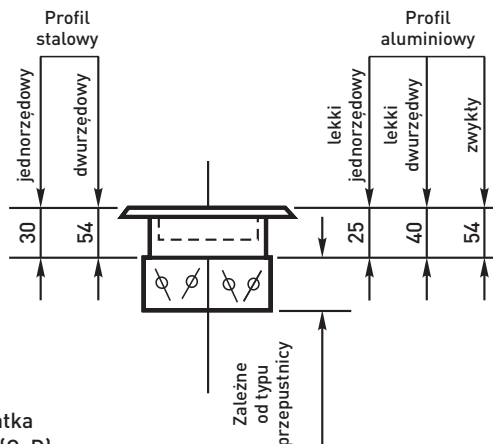 Profil
stalowy
jednorzędowy
dwurzędowy
30
54
Profil
aluminiowy
lekki
jednorzędowy
lekki
dwurzędwy
zwykły
25
40
54
Zależne
od typu
przepustnicy